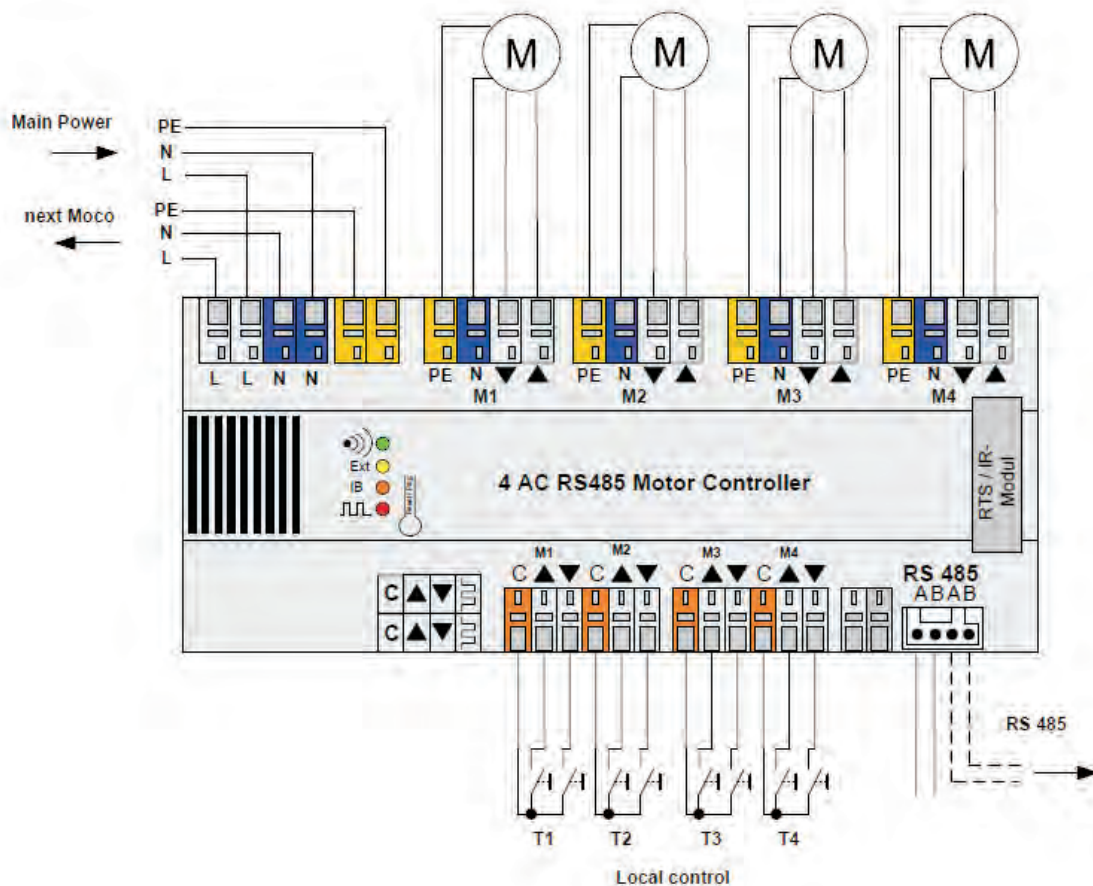 M M M M
Main Power
PE
N
L
next Moco
PE
N
L
L L N N
PE N ▼ ▲ PE N ▼ ▲ PE N ▼ ▲ PE N ▼ ▲
M1 M2 M3 M4
Ext
IB
4 AC RS485 Motor Controller
RTS / IR-
Modul
M1 M2 M3 M4
C ▲ ▼ C ▲ ▼ C ▲ ▼ C ▲ ▼
RS 485
ABAB
C ▲ ▼
C ▲ ▼
RS 485
T1 T2 T3 T4
Local control